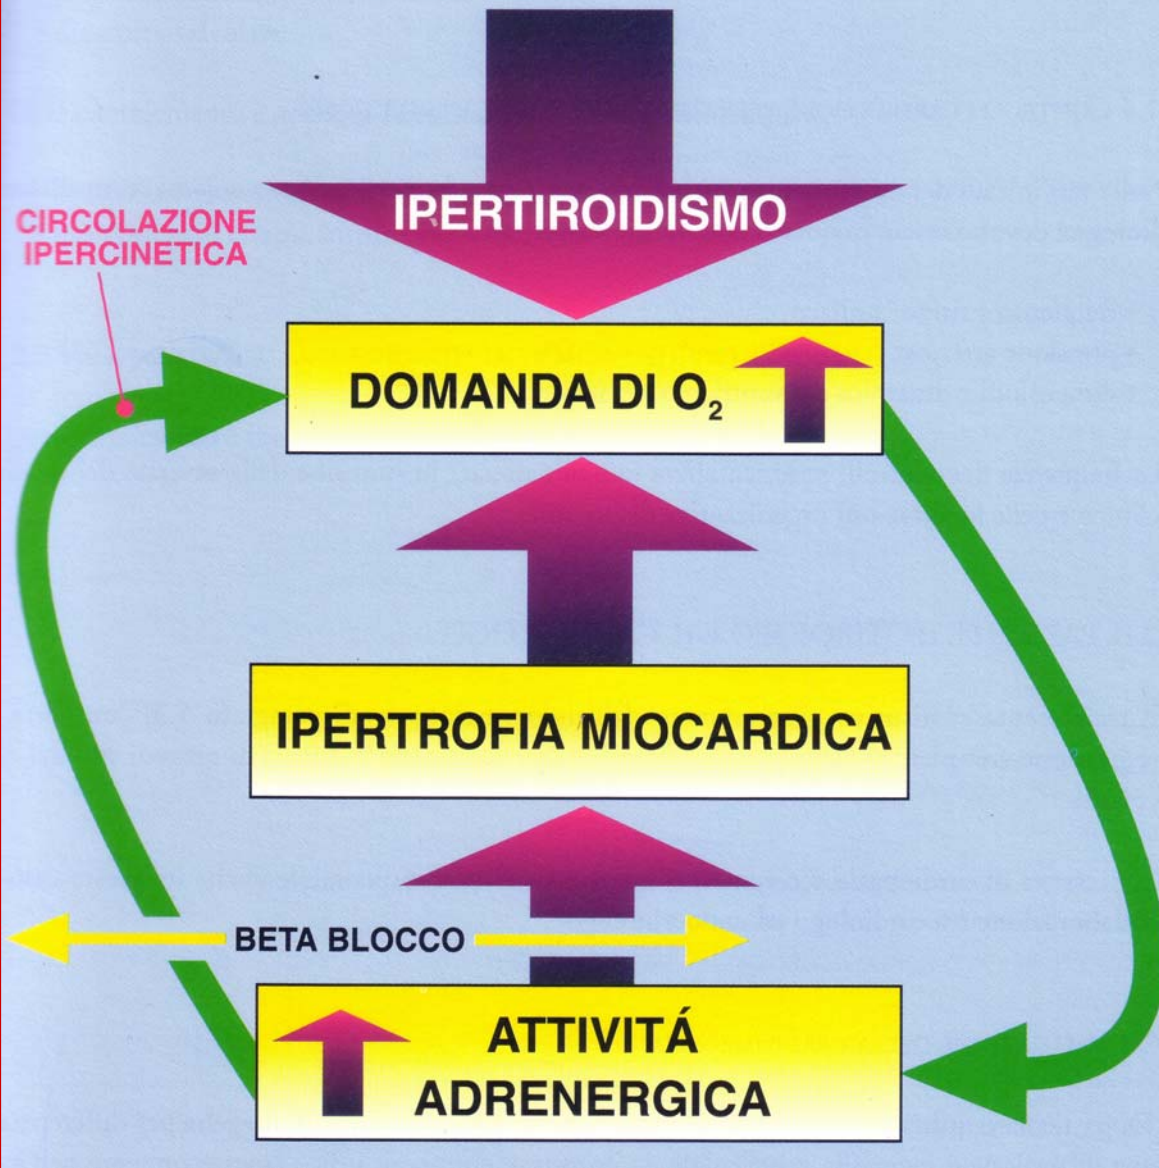 IPERTIROIDISMO
CIRCOLAZIONE
IPERCINETICA
DOMANDA DI O₂
IPERTROFIA MIOCARDICA
BETA BLOCCO
ATTIVITÁ
ADRENERGICA